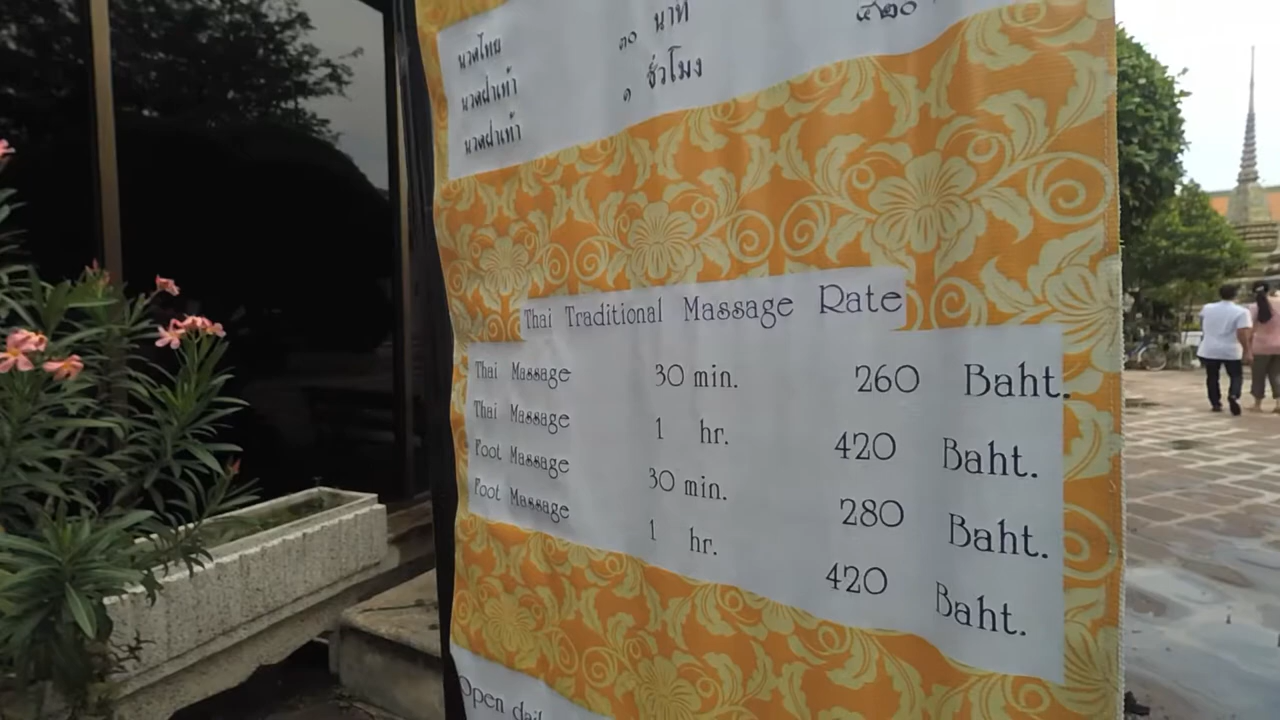 นวดไทย ๓๐ นาที ๔๒๐
นวดฝ่าเท้า ๑ ชั่วโมง
นวดฝ่าเท้า
Thai Traditional Massage Rate
Thai Massage 30 min. 260 Baht.
Thai Massage 1 hr. 420 Baht.
Foot Massage 30 min. 280 Baht.
Foot Massage 1 hr. 420 Baht.
Open